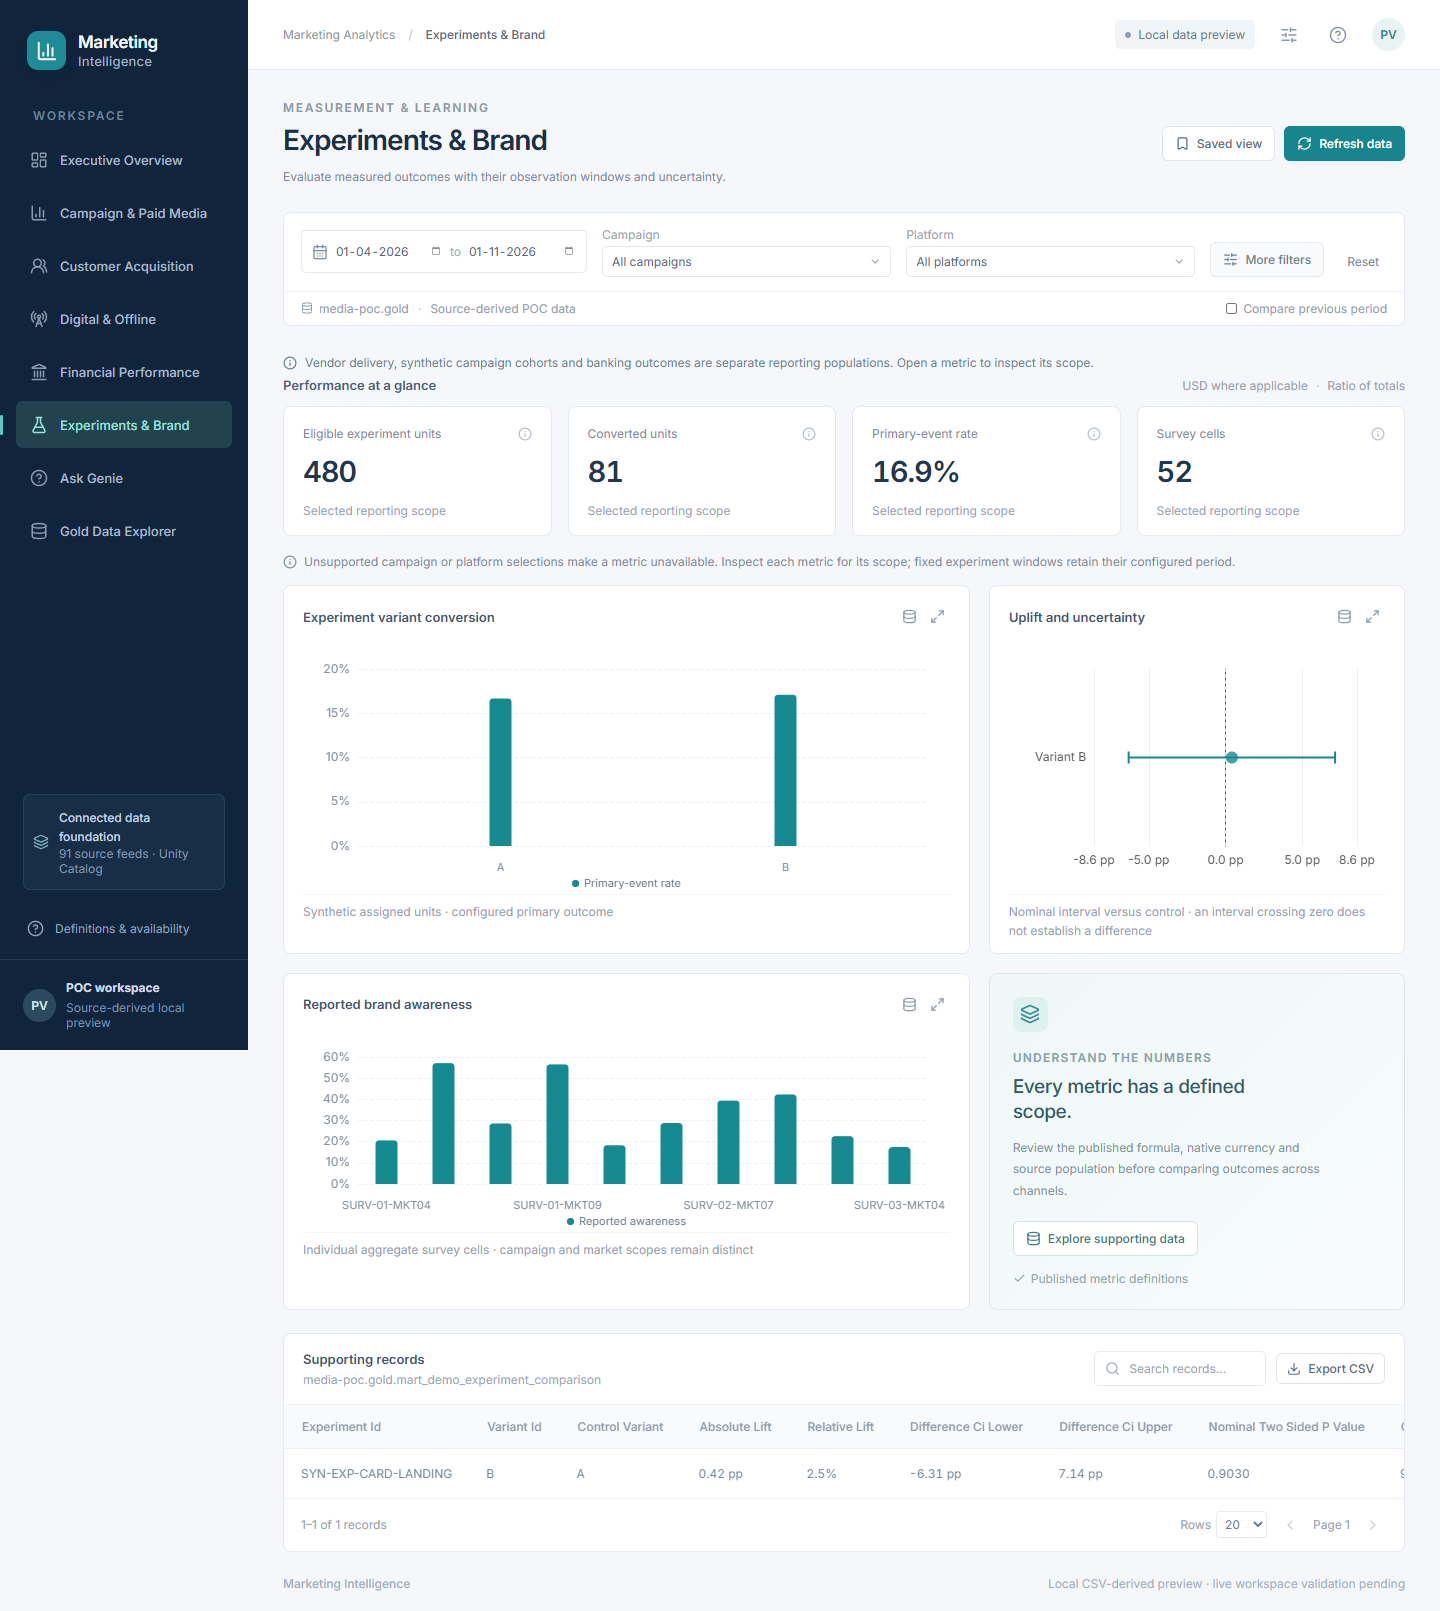 Marketing
Intelligence
WORKSPACE
Executive Overview
Campaign & Paid Media
Customer Acquisition
Digital & Offline
Financial Performance
Experiments & Brand
Ask Genie
Gold Data Explorer
Connected data
foundation
91 source feeds · Unity
Catalog
Definitions & availability
PV
POC workspace
Source-derived local
preview
Marketing Analytics / Experiments & Brand
Local data preview
PV
MEASUREMENT & LEARNING
Experiments & Brand
Evaluate measured outcomes with their observation windows and uncertainty.
Saved view
Refresh data
01-04-2026 to 01-11-2026
Campaign
All campaigns
Platform
All platforms
More filters
Reset
media-poc.gold · Source-derived POC data
Compare previous period
Vendor delivery, synthetic campaign cohorts and banking outcomes are separate reporting populations. Open a metric to inspect its scope.
Performance at a glance
USD where applicable · Ratio of totals
Eligible experiment units
480
Selected reporting scope
Converted units
81
Selected reporting scope
Primary-event rate
16.9%
Selected reporting scope
Survey cells
52
Selected reporting scope
Unsupported campaign or platform selections make a metric unavailable. Inspect each metric for its scope; fixed experiment windows retain their configured period.
Experiment variant conversion
20%
15%
10%
5%
0%
A B
Primary-event rate
Synthetic assigned units · configured primary outcome
Uplift and uncertainty
Variant B
-8.6 pp -5.0 pp 0.0 pp 5.0 pp 8.6 pp
Nominal interval versus control · an interval crossing zero does
not establish a difference
Reported brand awareness
60%
50%
40%
30%
20%
10%
0%
SURV-01-MKT04 SURV-01-MKT09 SURV-02-MKT07 SURV-03-MKT04
Reported awareness
Individual aggregate survey cells · campaign and market scopes remain distinct
UNDERSTAND THE NUMBERS
Every metric has a defined
scope.
Review the published formula, native currency and
source population before comparing outcomes across
channels.
Explore supporting data
Published metric definitions
Supporting records
media-poc.gold.mart_demo_experiment_comparison
Search records...
Export CSV
Experiment Id Variant Id Control Variant Absolute Lift Relative Lift Difference Ci Lower Difference Ci Upper Nominal Two Sided P Value
SYN-EXP-CARD-LANDING B A 0.42 pp 2.5% -6.31 pp 7.14 pp 0.9030
1–1 of 1 records
Rows 20 Page 1
Marketing Intelligence
Local CSV-derived preview · live workspace validation pending